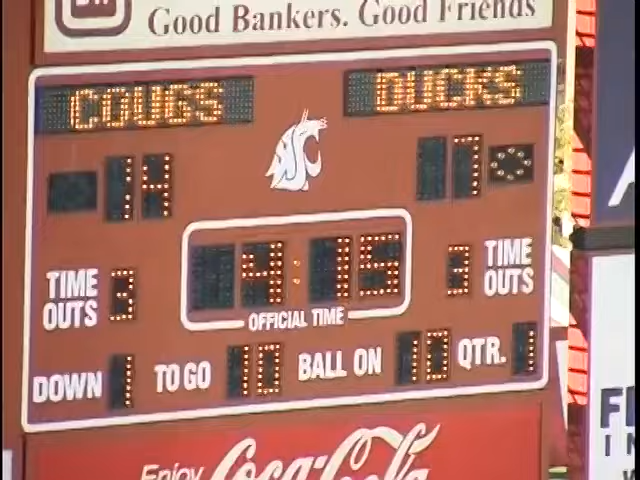 Good Bankers. Good Friends
COUGS DUCKS
14 7
4:15
TIME OUTS 3 3 TIME OUTS
OFFICIAL TIME
DOWN 1 TO GO 10 BALL ON 10 QTR. 1
Enjoy Coca-Cola